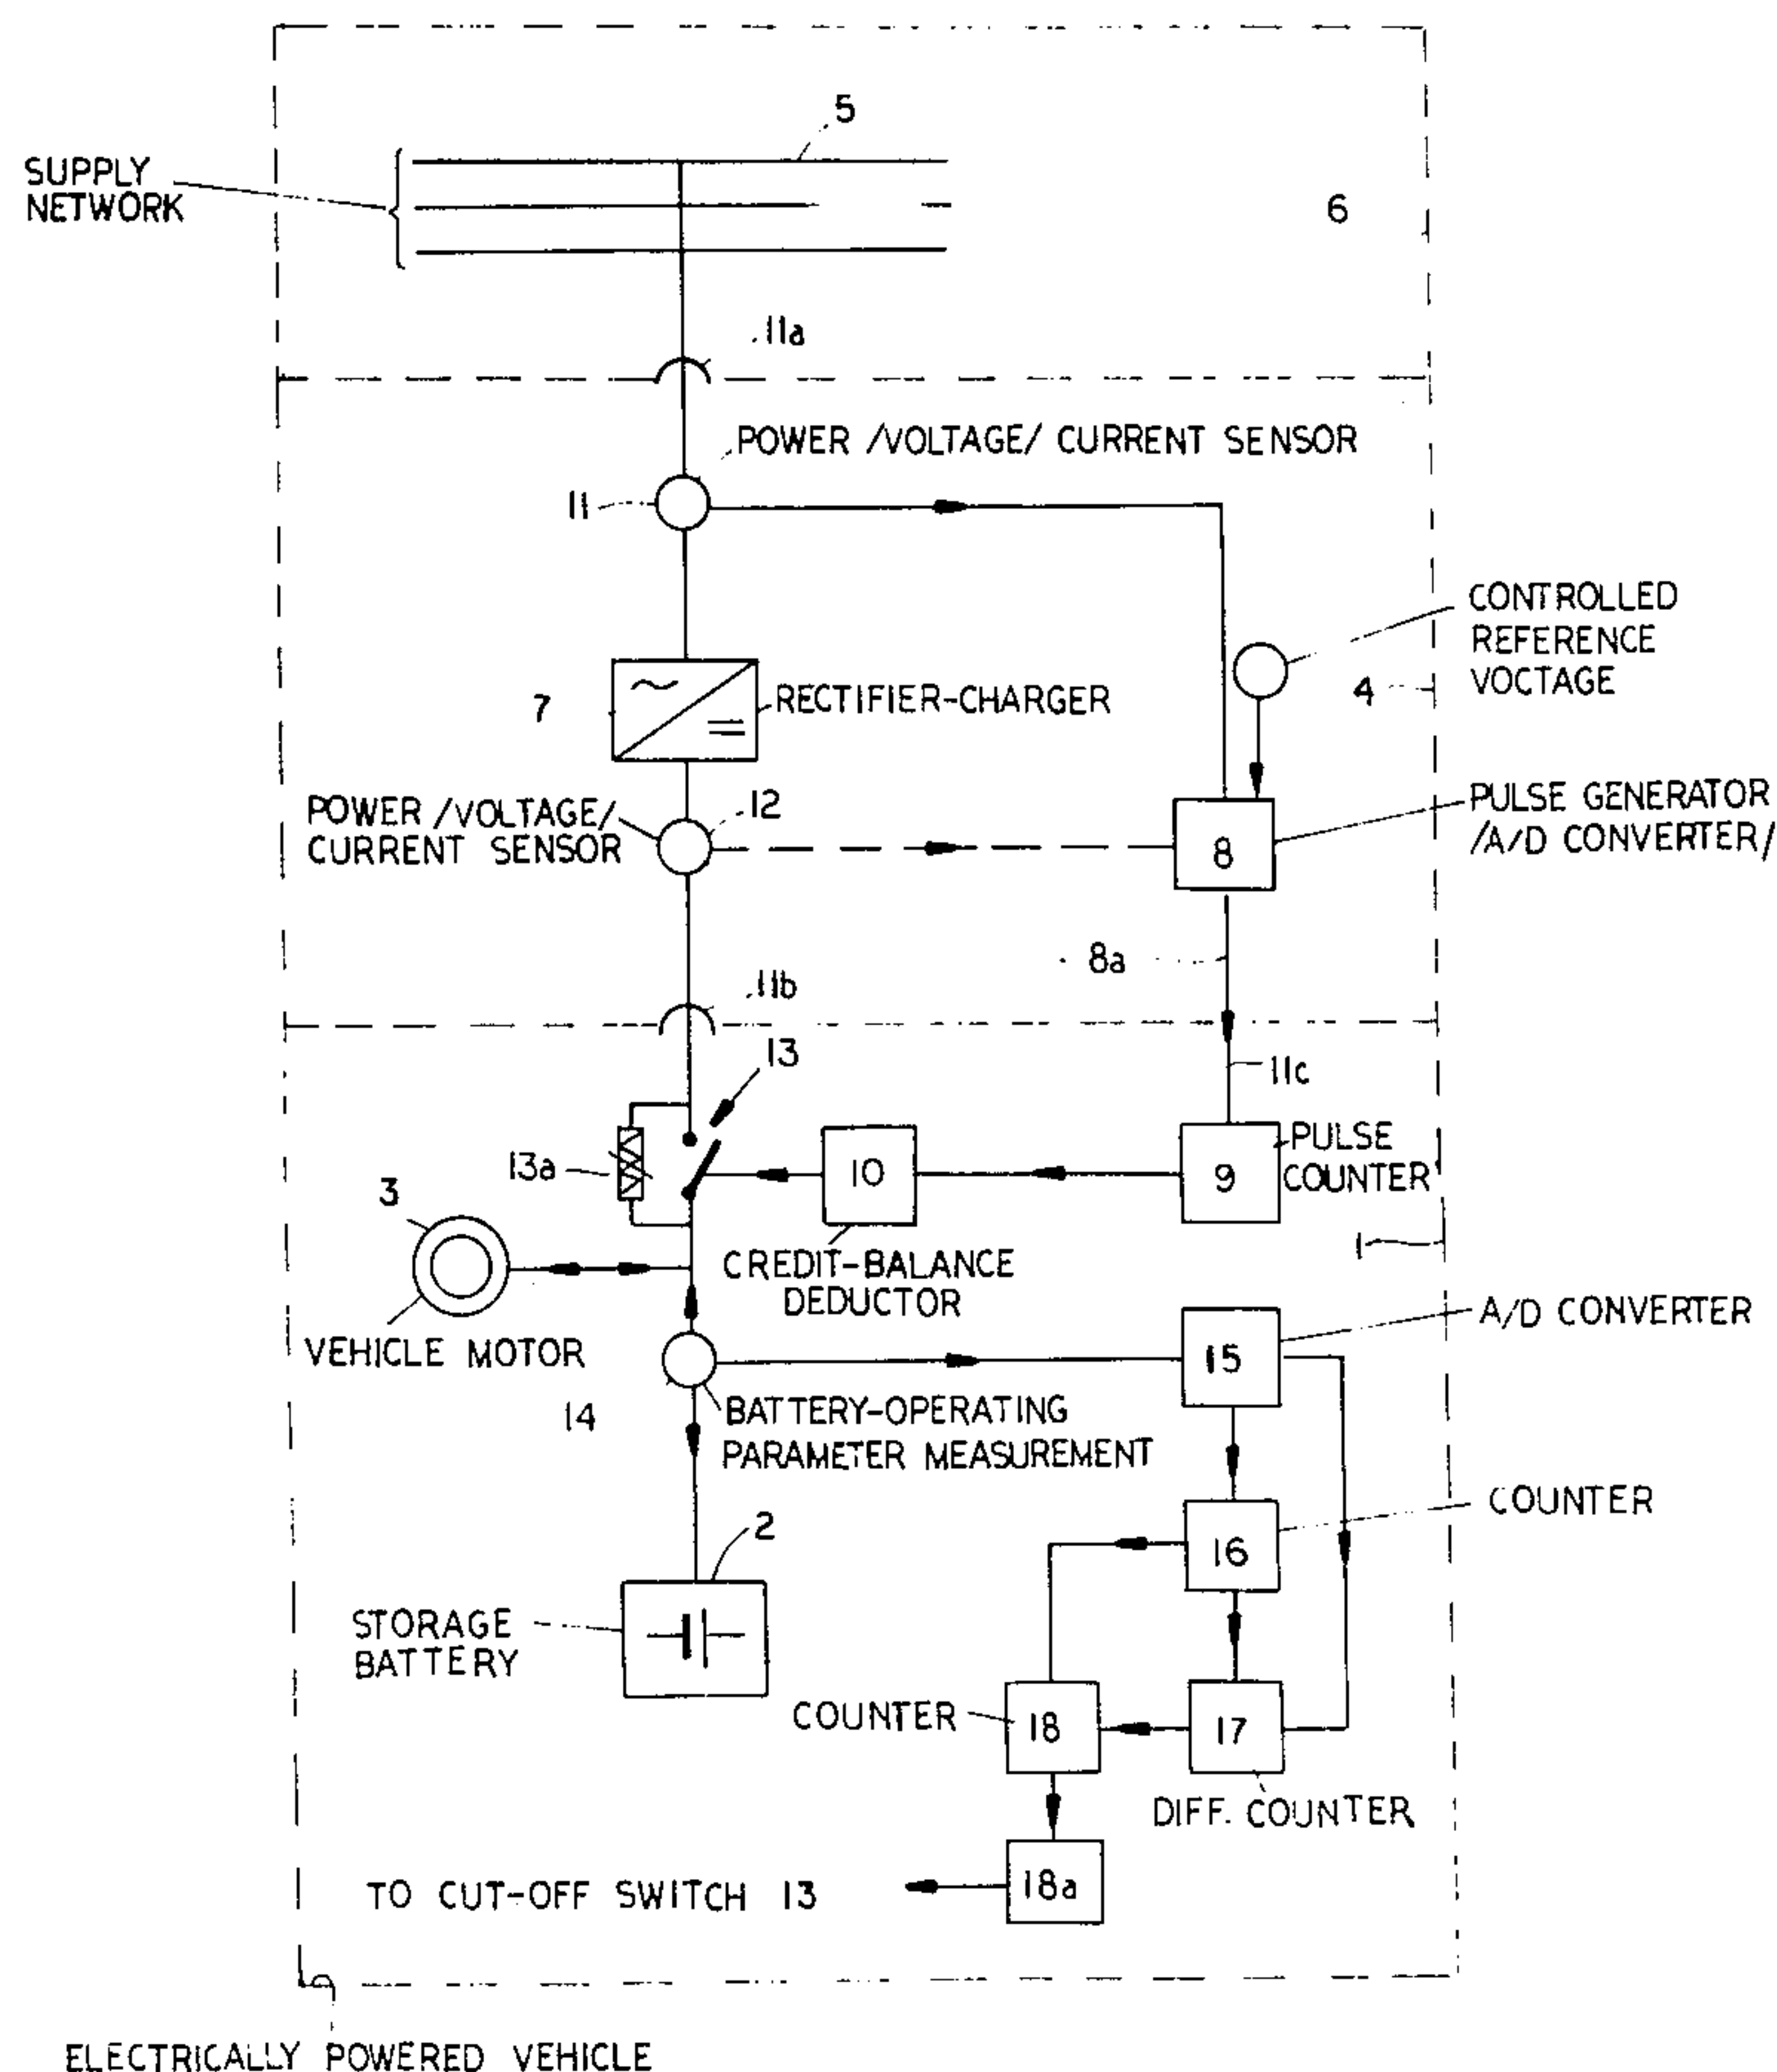 5
SUPPLY
NETWORK
6
11a
POWER /VOLTAGE/ CURRENT SENSOR
11
CONTROLLED
REFERENCE
VOCTAGE
4
7
RECTIFIER-CHARGER
12
POWER /VOLTAGE/
CURRENT SENSOR
PULSE GENERATOR
/A/D CONVERTER/
8
8a
11b
13
11c
13a
10
PULSE
COUNTER
9
3
1
CREDIT-BALANCE
DEDUCTOR
VEHICLE MOTOR
A/D CONVERTER
15
14
BATTERY-OPERATING
PARAMETER MEASUREMENT
COUNTER
2
16
STORAGE
BATTERY
COUNTER
18
17
DIFF. COUNTER
TO CUT-OFF SWITCH 13
18a
ELECTRICALLY POWERED VEHICLE